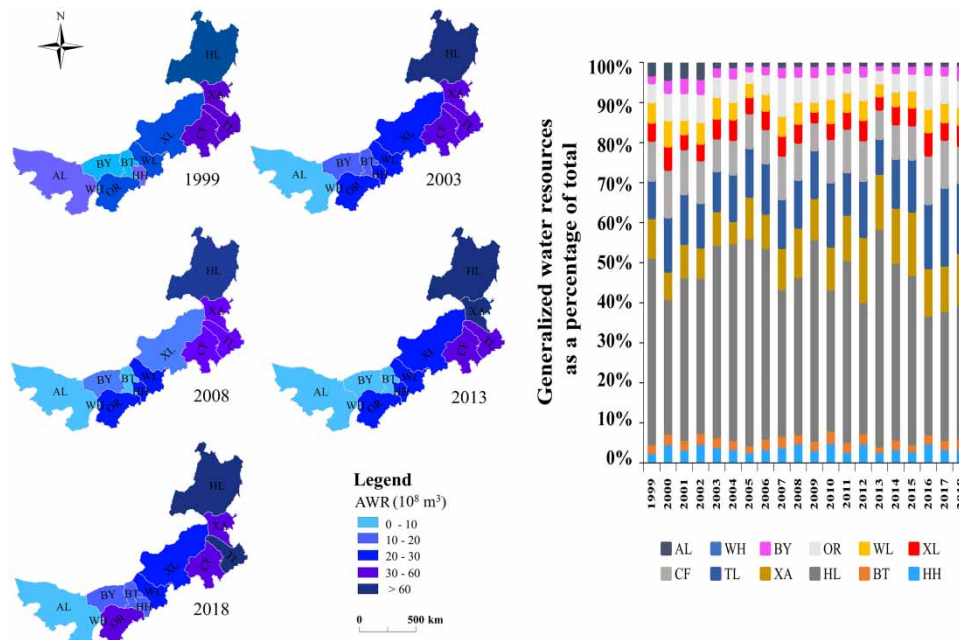 N
HL
XA
TL
CF
XL
WL
BT
BY
HH
OR
WH
AL
1999
HL
XA
CF
XL
WL
BT
BY
HH
OR
WH
AL
2003
HL
XA
CF
XL
WL
BT
BY
HH
OR
WH
AL
2008
HL
XA
CF
XL
WL
BT
BY
HH
OR
WH
AL
2013
HL
XA
TL
CF
XL
WL
BT
BY
HH
OR
WH
AL
2018
Legend
AWR (10⁸ m³)
0 - 10
10 - 20
20 - 30
30 - 60
> 60
0 500 km
Generalized water resources
as a percentage of total
100%
90%
80%
70%
60%
50%
40%
30%
20%
10%
0%
1999
2000
2001
2002
2003
2004
2005
2006
2007
2008
2009
2010
2011
2012
2013
2014
2015
2016
2017
2018
AL WH BY OR WL XL
CF TL XA HL BT HH